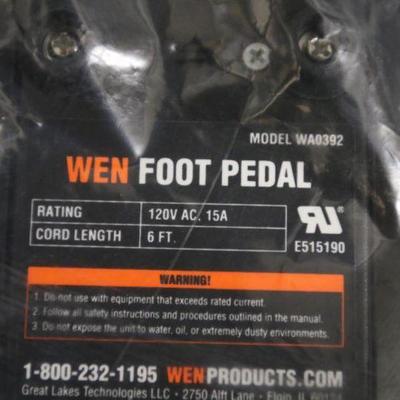 MODEL WA0392
WEN FOOT PEDAL
RATING 120V AC, 15A
CORD LENGTH 6 FT.
E515190
WARNING!
1. Do not use with equipment that exceeds rated current.
2. Follow all safety instructions and procedures outlined in the manual.
3. Do not expose the unit to water, oil, or extremely dusty environments.
1-800-232-1195 WENPRODUCTS.COM
Great Lakes Technologies LLC • 2750 Alft Lane • Elgin, IL 60124